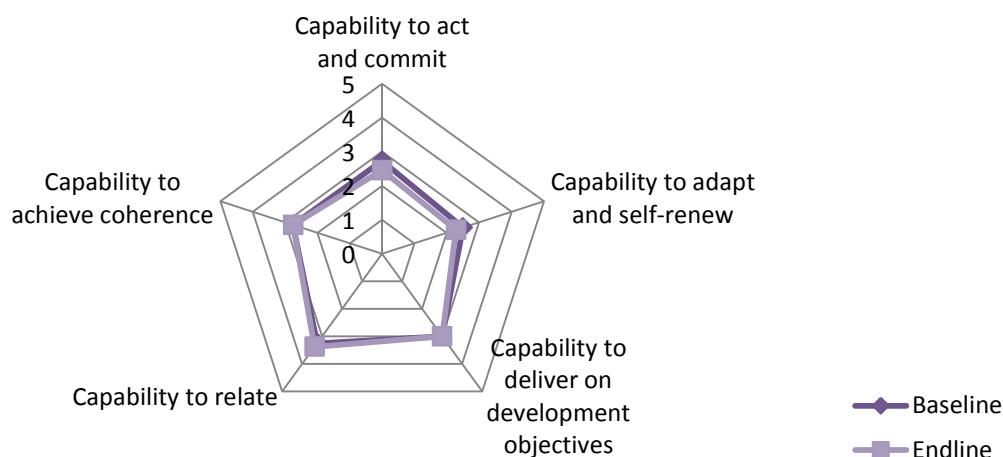 Capability to act
and commit
5
4
3
2
1
0
Capability to adapt
and self-renew
Capability to
deliver on
development
objectives
Capability to relate
Capability to
achieve coherence
Baseline
Endline